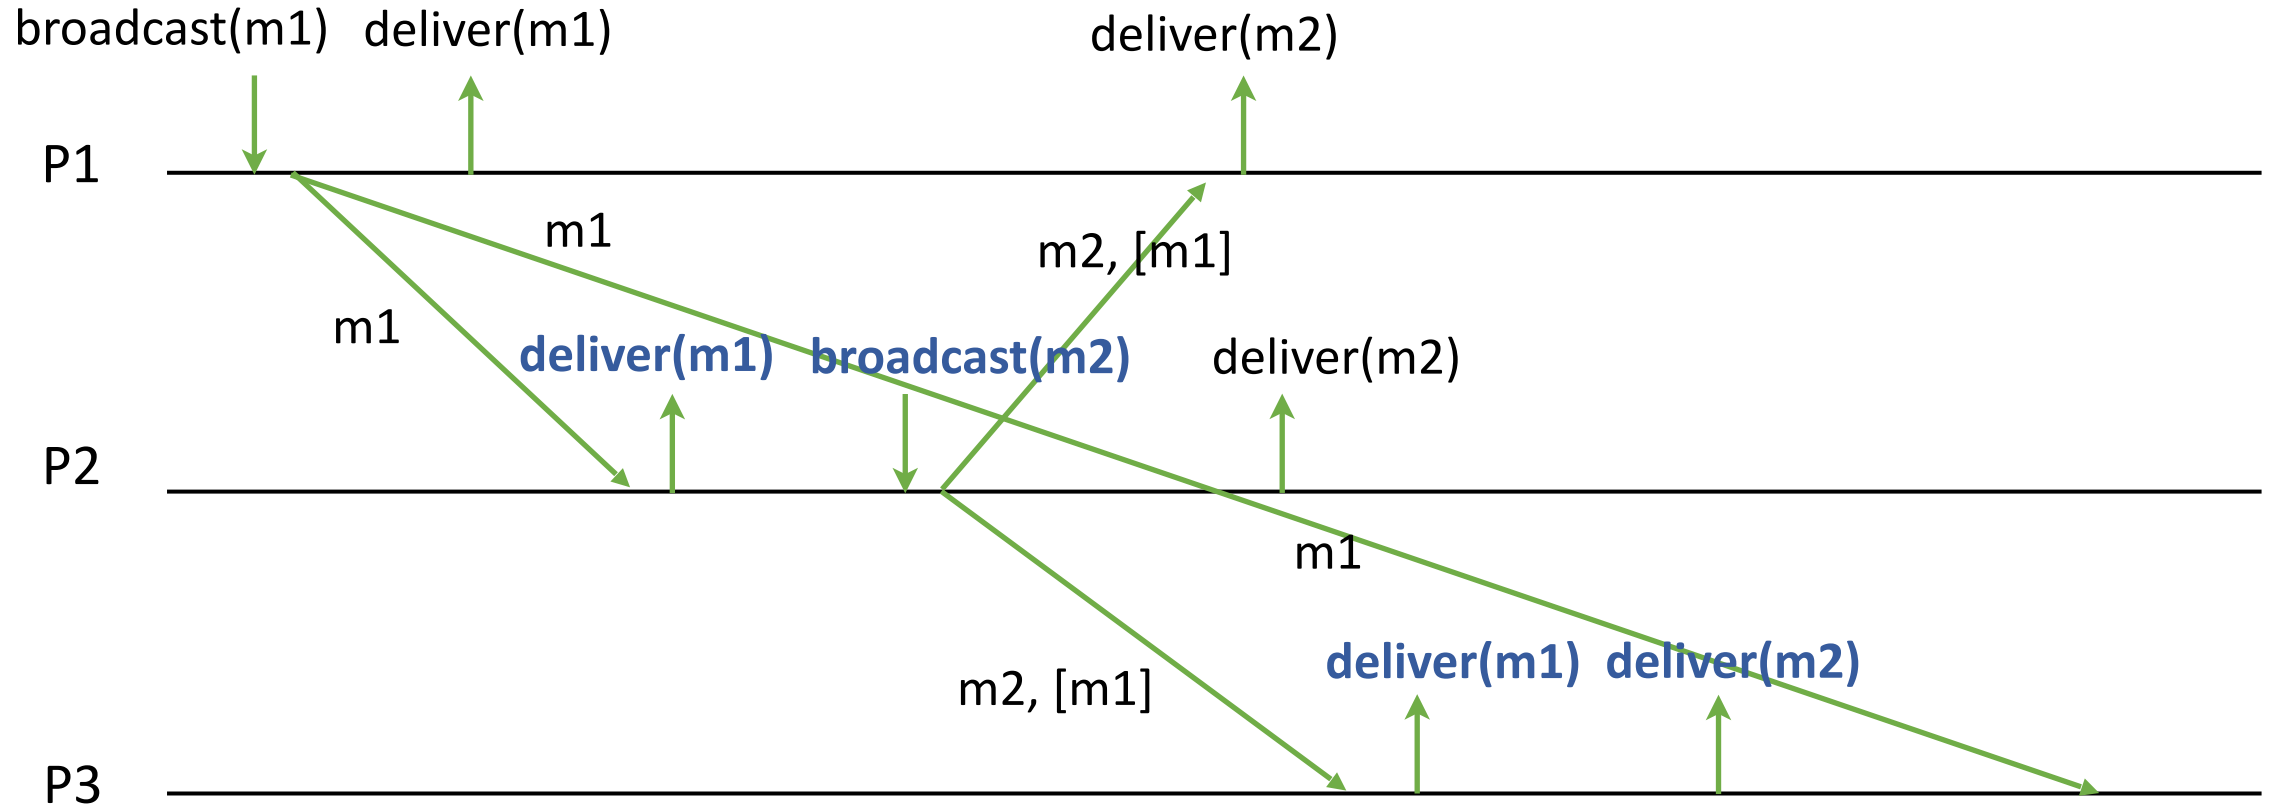 broadcast(m1) deliver(m1) deliver(m2)
P1
m1
m2, [m1]
m1
deliver(m1) broadcast(m2) deliver(m2)
P2
m1
deliver(m1) deliver(m2)
m2, [m1]
P3